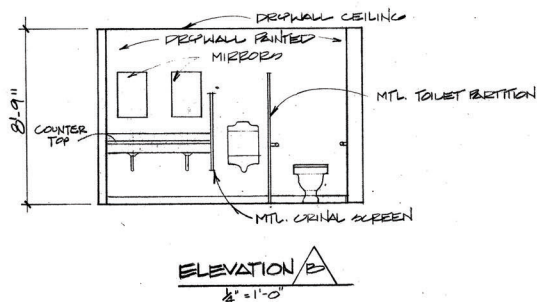 DRYWALL CEILING
DRYWALL PAINTED
MIRRORS
8'-9"
MTL. TOILET PARTITION
COUNTER
TOP
MTL. URINAL SCREEN
ELEVATION B
1/4" = 1'-0"